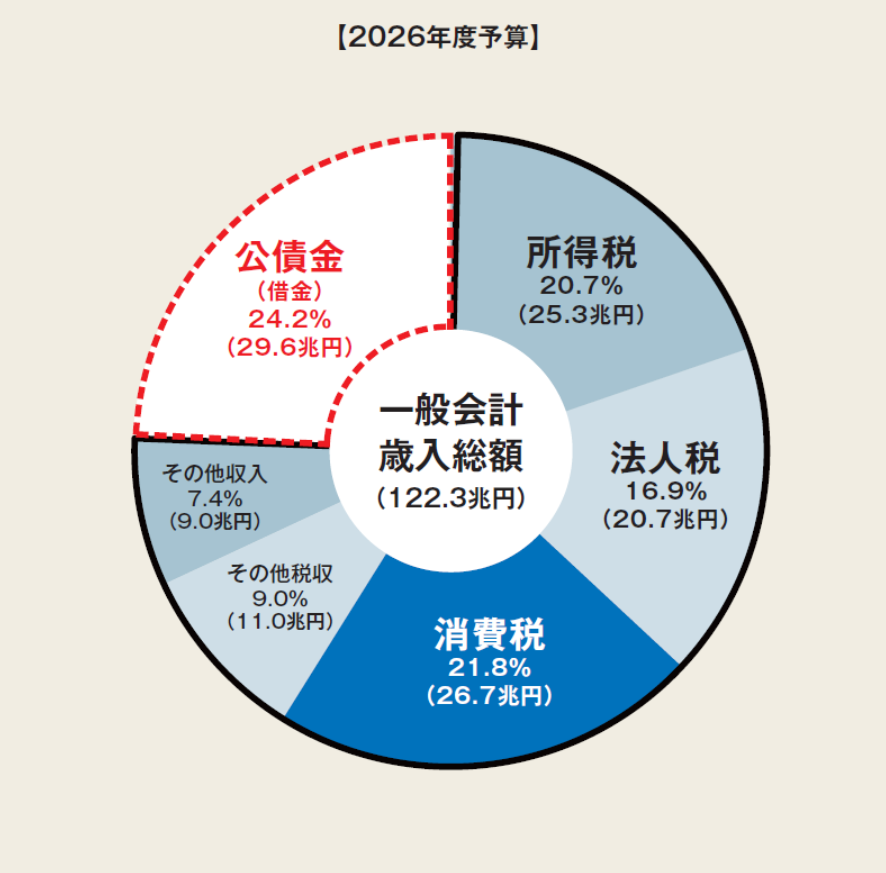 【2026年度予算】
公債金
（借金）
24.2%
（29.6兆円）
所得税
20.7%
（25.3兆円）
一般会計
歳入総額
（122.3兆円）
法人税
16.9%
（20.7兆円）
その他収入
7.4%
（9.0兆円）
その他税収
9.0%
（11.0兆円）
消費税
21.8%
（26.7兆円）